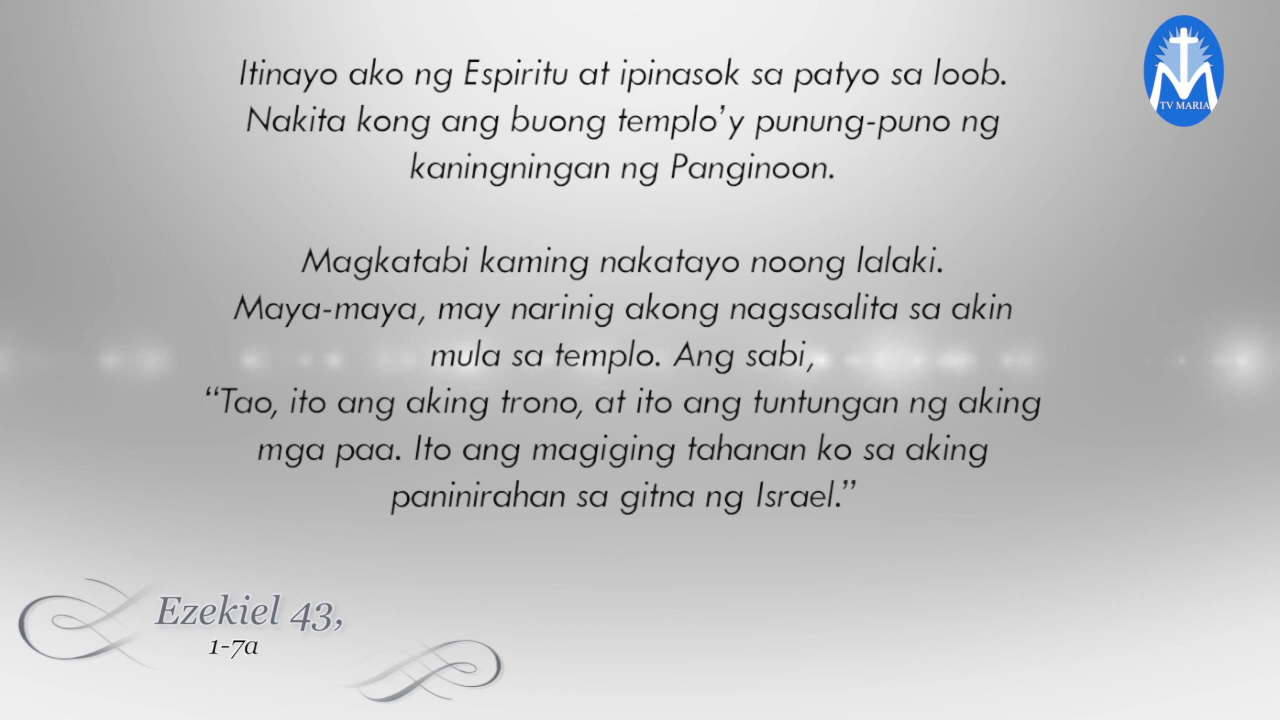 Itinayo ako ng Espiritu at ipinasok sa patyo sa loob.
Nakita kong ang buong templo’y punung-puno ng
kaningningan ng Panginoon.
Magkatabi kaming nakatayo noong lalaki.
Maya-maya, may narinig akong nagsasalita sa akin
mula sa templo. Ang sabi,
“Tao, ito ang aking trono, at ito ang tuntungan ng aking
mga paa. Ito ang magiging tahanan ko sa aking
paninirahan sa gitna ng Israel.”
Ezekiel 43,
1-7a
TV MARIA